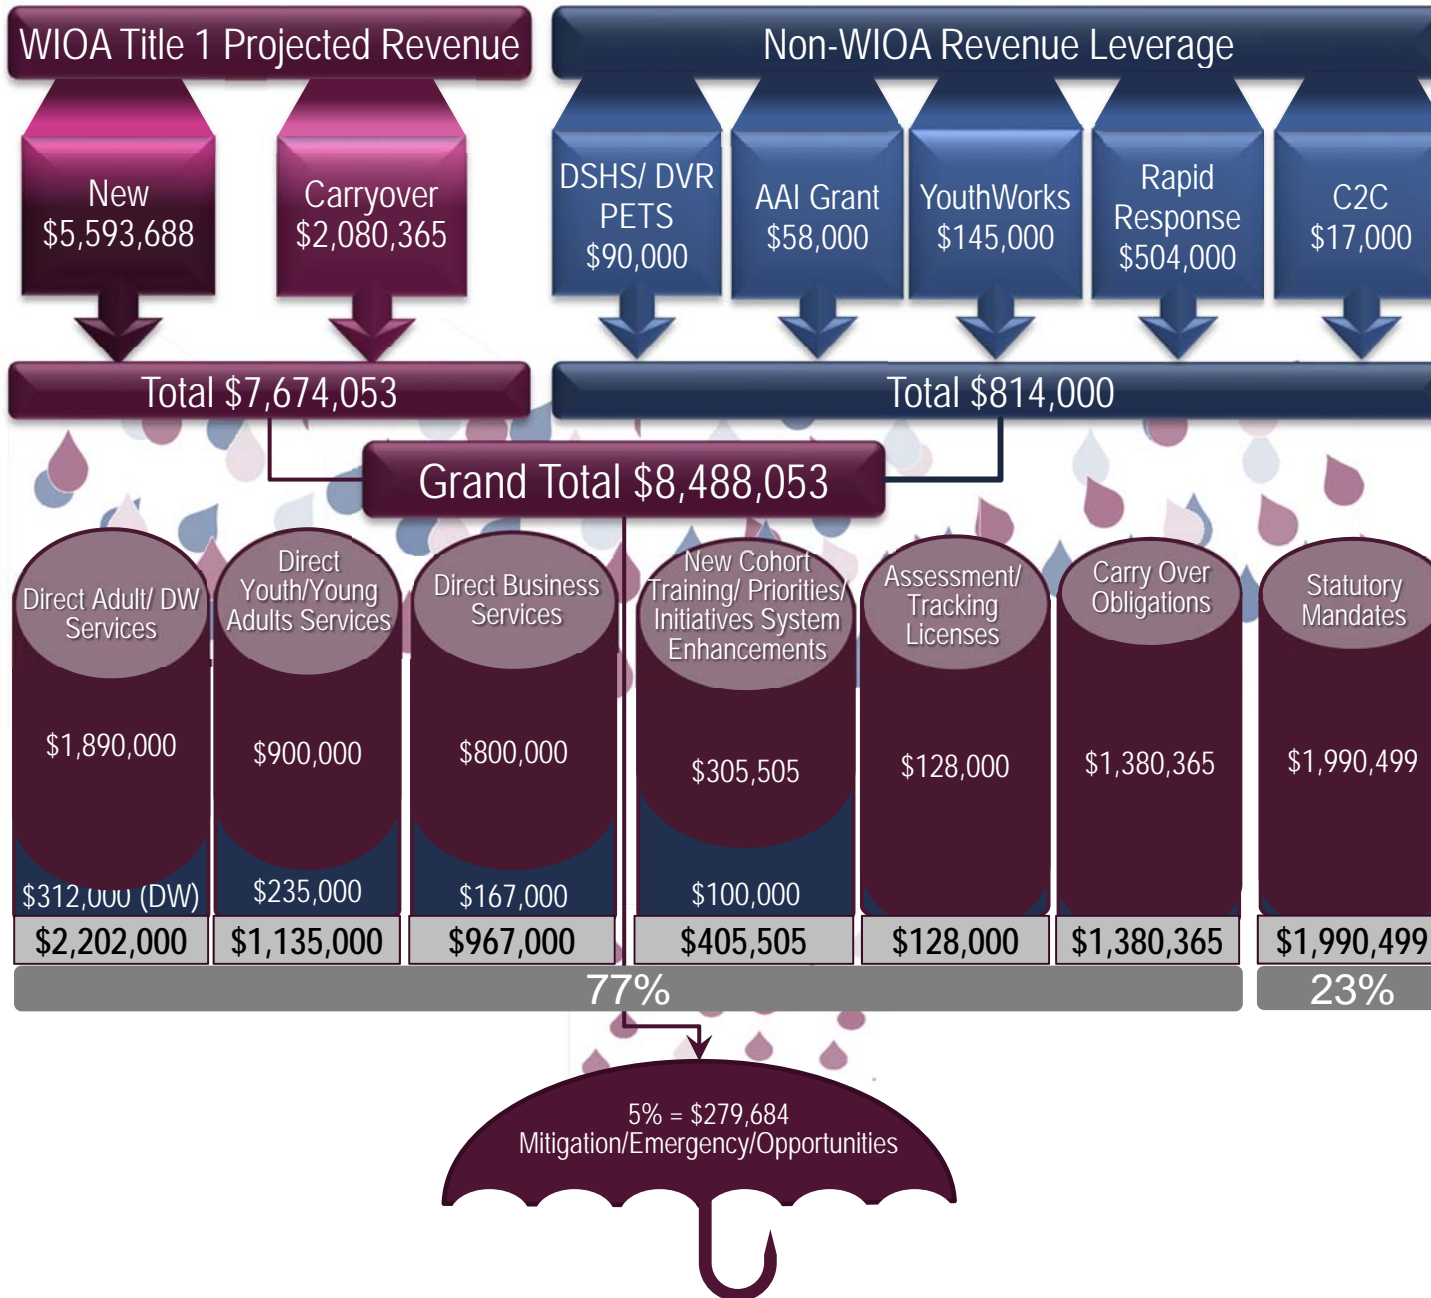 WIOA Title 1 Projected Revenue
Non-WIOA Revenue Leverage
New
$5,593,688
Carryover
$2,080,365
DSHS/ DVR
PETS
$90,000
AAI Grant
$58,000
YouthWorks
$145,000
Rapid
Response
$504,000
C2C
$17,000
Total $7,674,053
Total $814,000
Grand Total $8,488,053
Direct Adult/ DW
Services
Direct
Youth/Young
Adults Services
Direct Business
Services
New Cohort
Training/ Priorities/
Initiatives System
Enhancements
Assessment/
Tracking
Licenses
Carry Over
Obligations
Statutory
Mandates
$1,890,000
$900,000
$800,000
$305,505
$128,000
$1,380,365
$1,990,499
$312,000 (DW)
$235,000
$167,000
$100,000
$2,202,000
$1,135,000
$967,000
$405,505
$128,000
$1,380,365
$1,990,499
77%
23%
5% = $279,684
Mitigation/Emergency/Opportunities